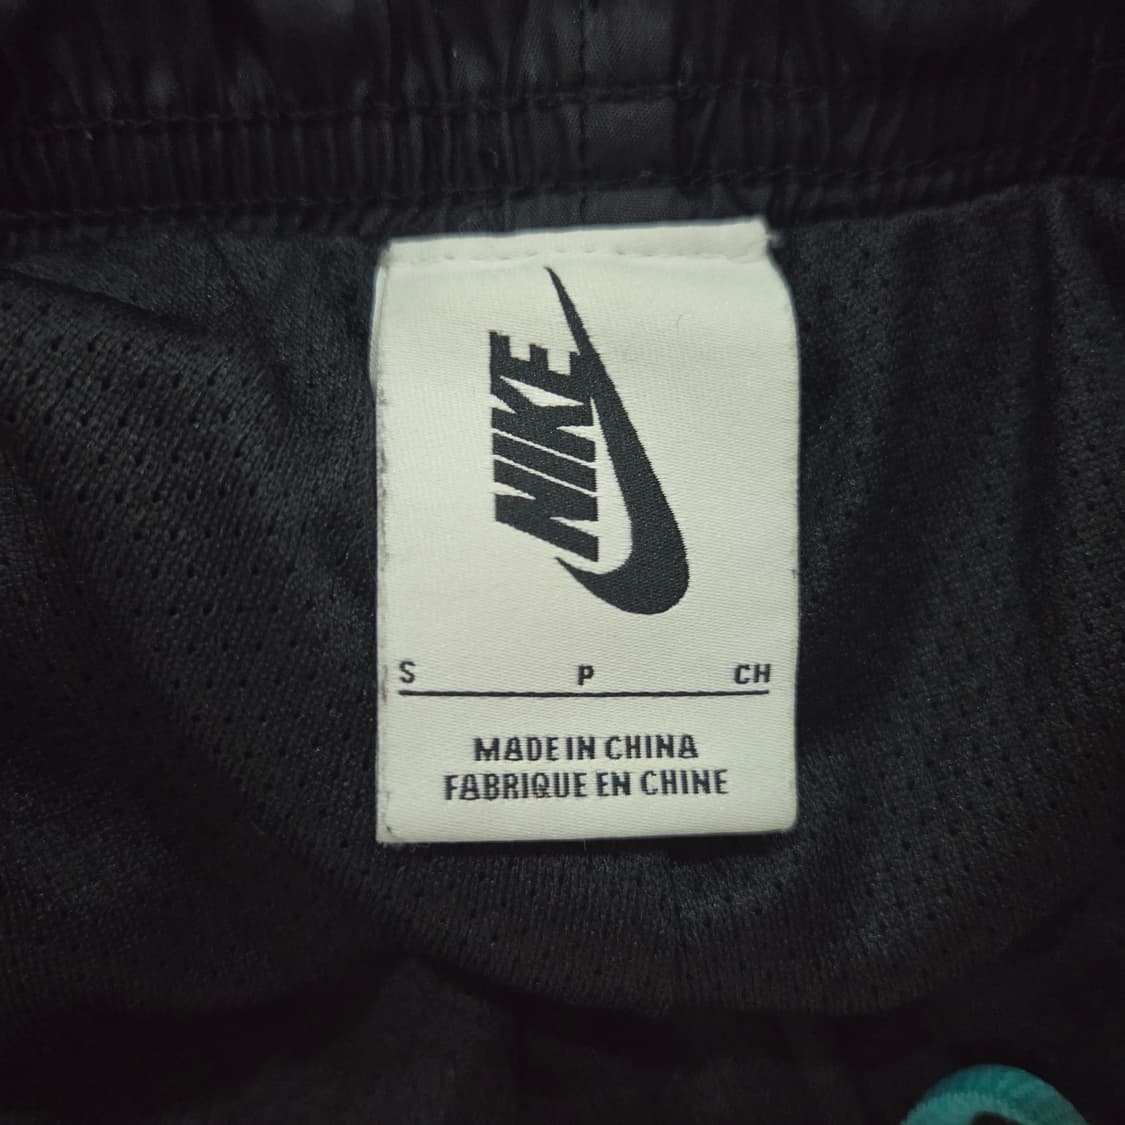 NIKE
S P CH
MADE IN CHINA
FABRIQUE EN CHINE